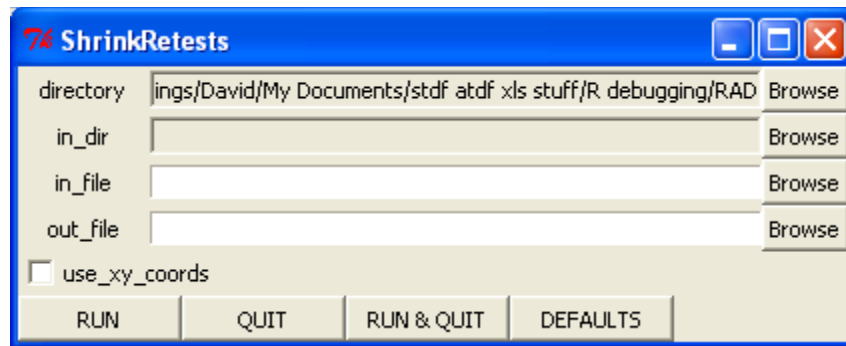 ShrinkRetests
directory ings/David/My Documents/stdf atdf xls stuff/R debugging/RAD Browse
in_dir Browse
in_file Browse
out_file Browse
use_xy_coords
RUN QUIT RUN & QUIT DEFAULTS